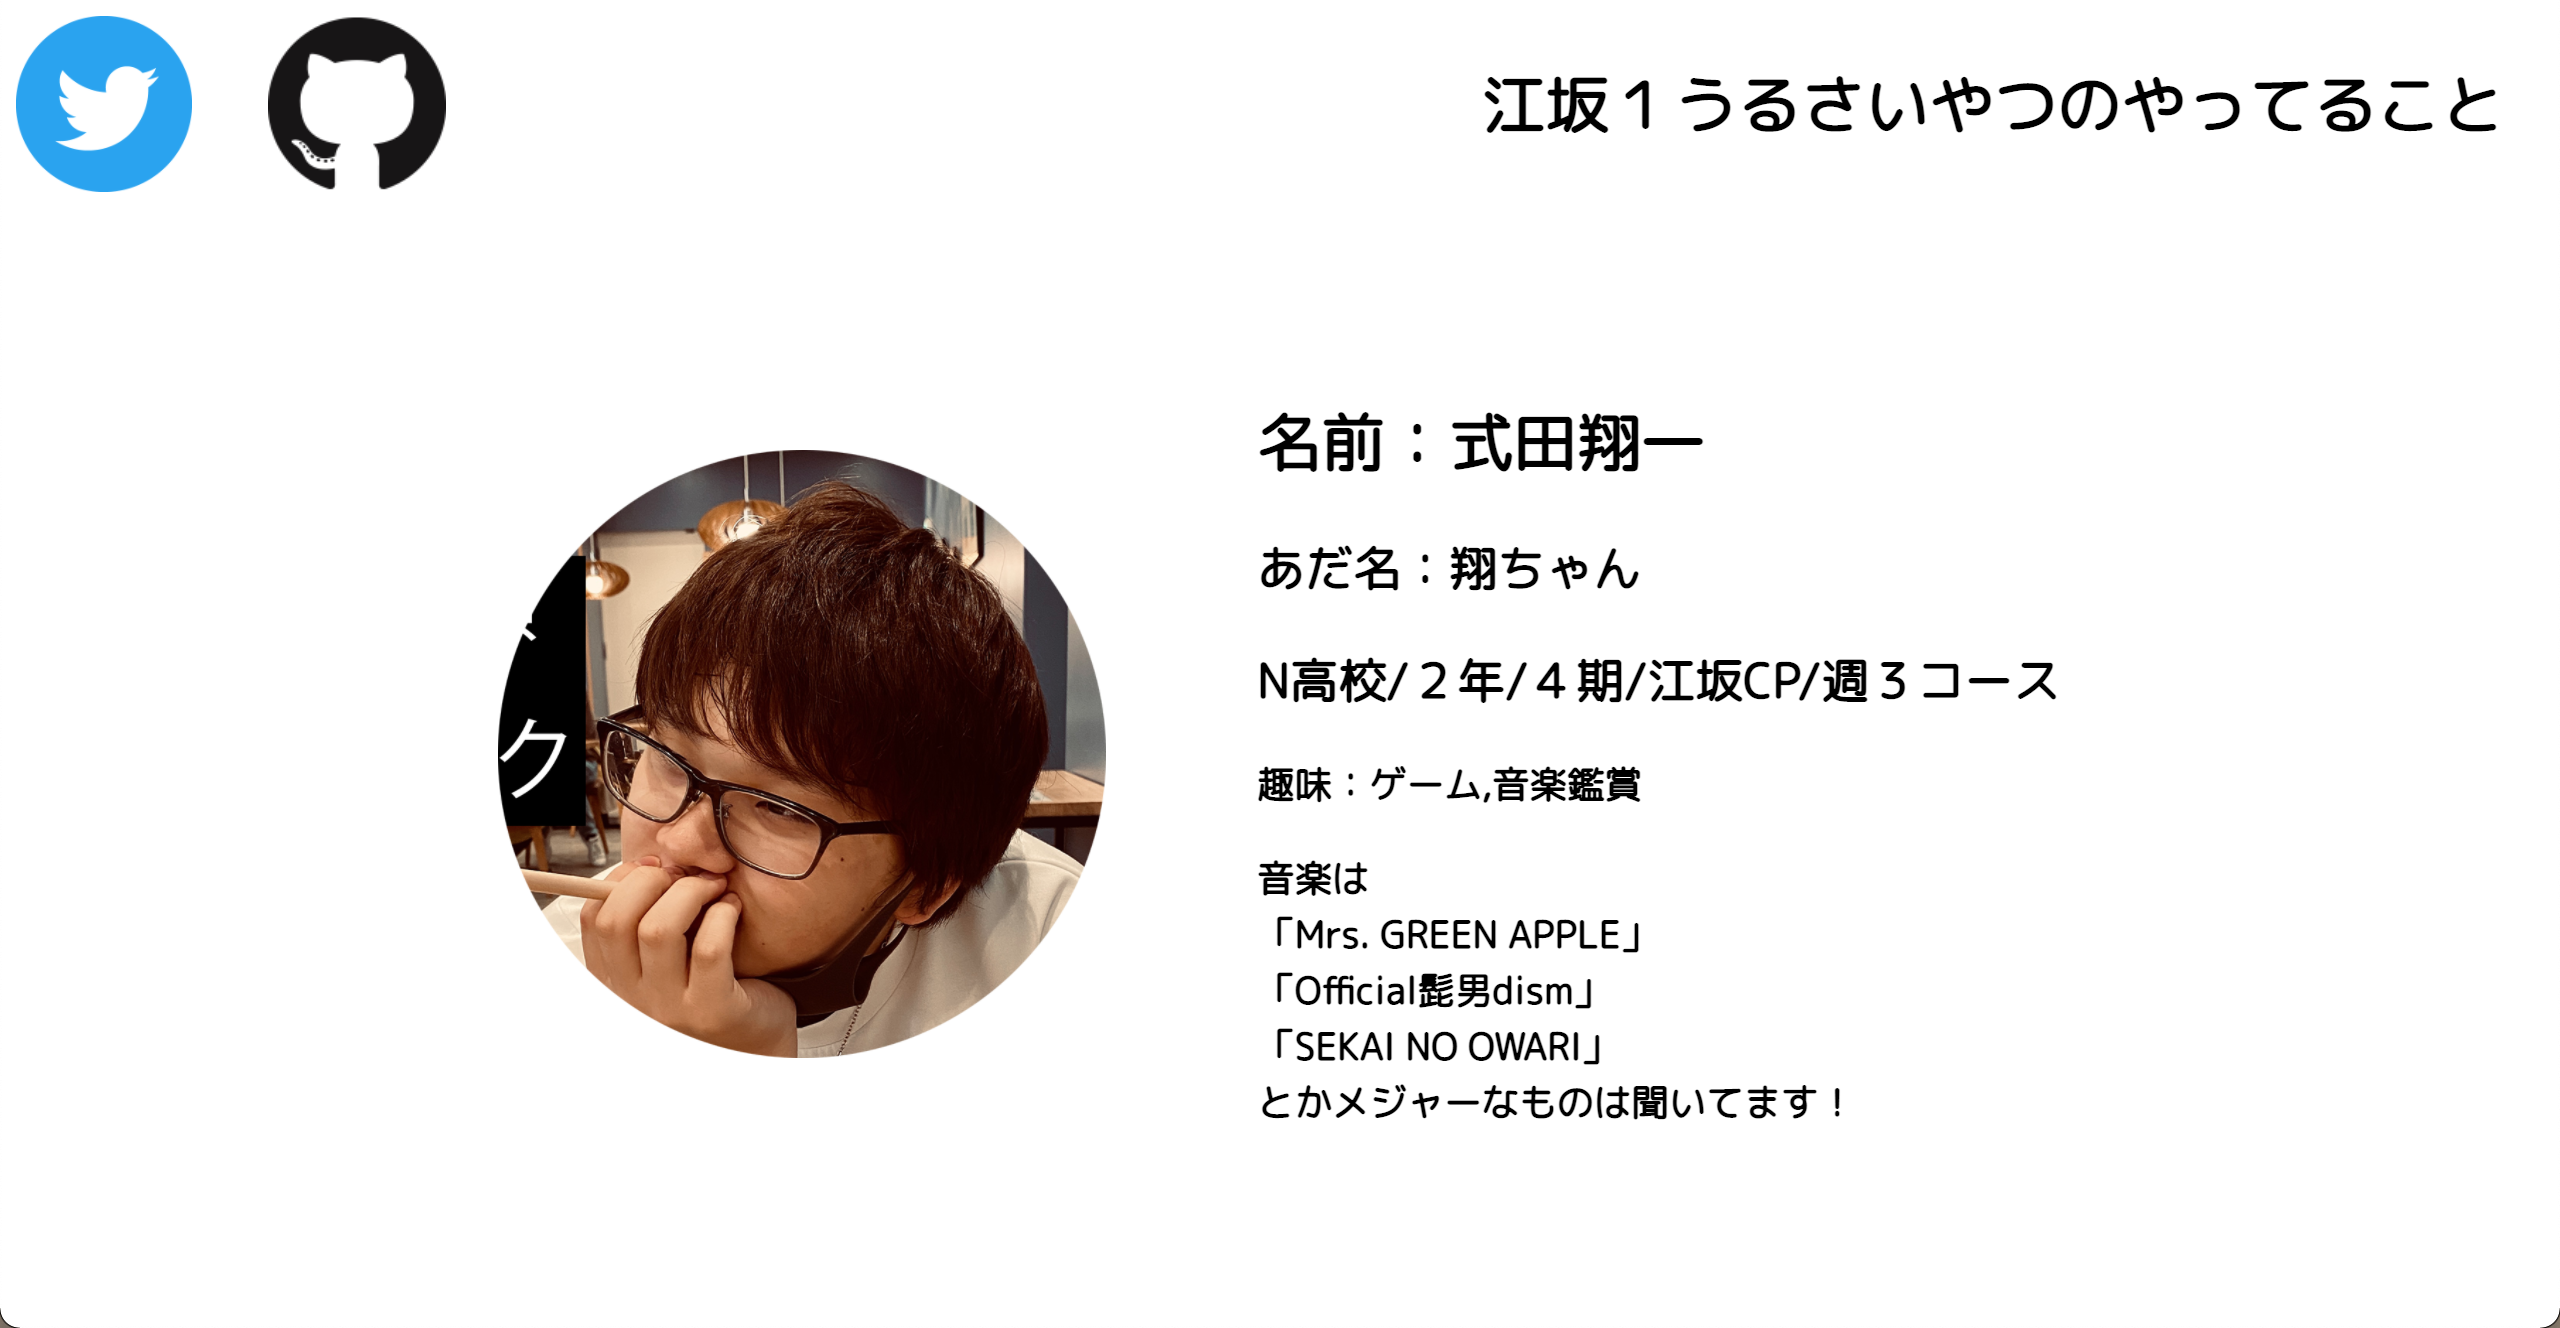 江坂１うるさいやつのやってること
名前：式田翔一
あだ名：翔ちゃん
N高校/２年/４期/江坂CP/週３コース
趣味：ゲーム,音楽鑑賞
音楽は
「Mrs. GREEN APPLE」
「Official髭男dism」
「SEKAI NO OWARI」
とかメジャーなものは聞いてます！
ク